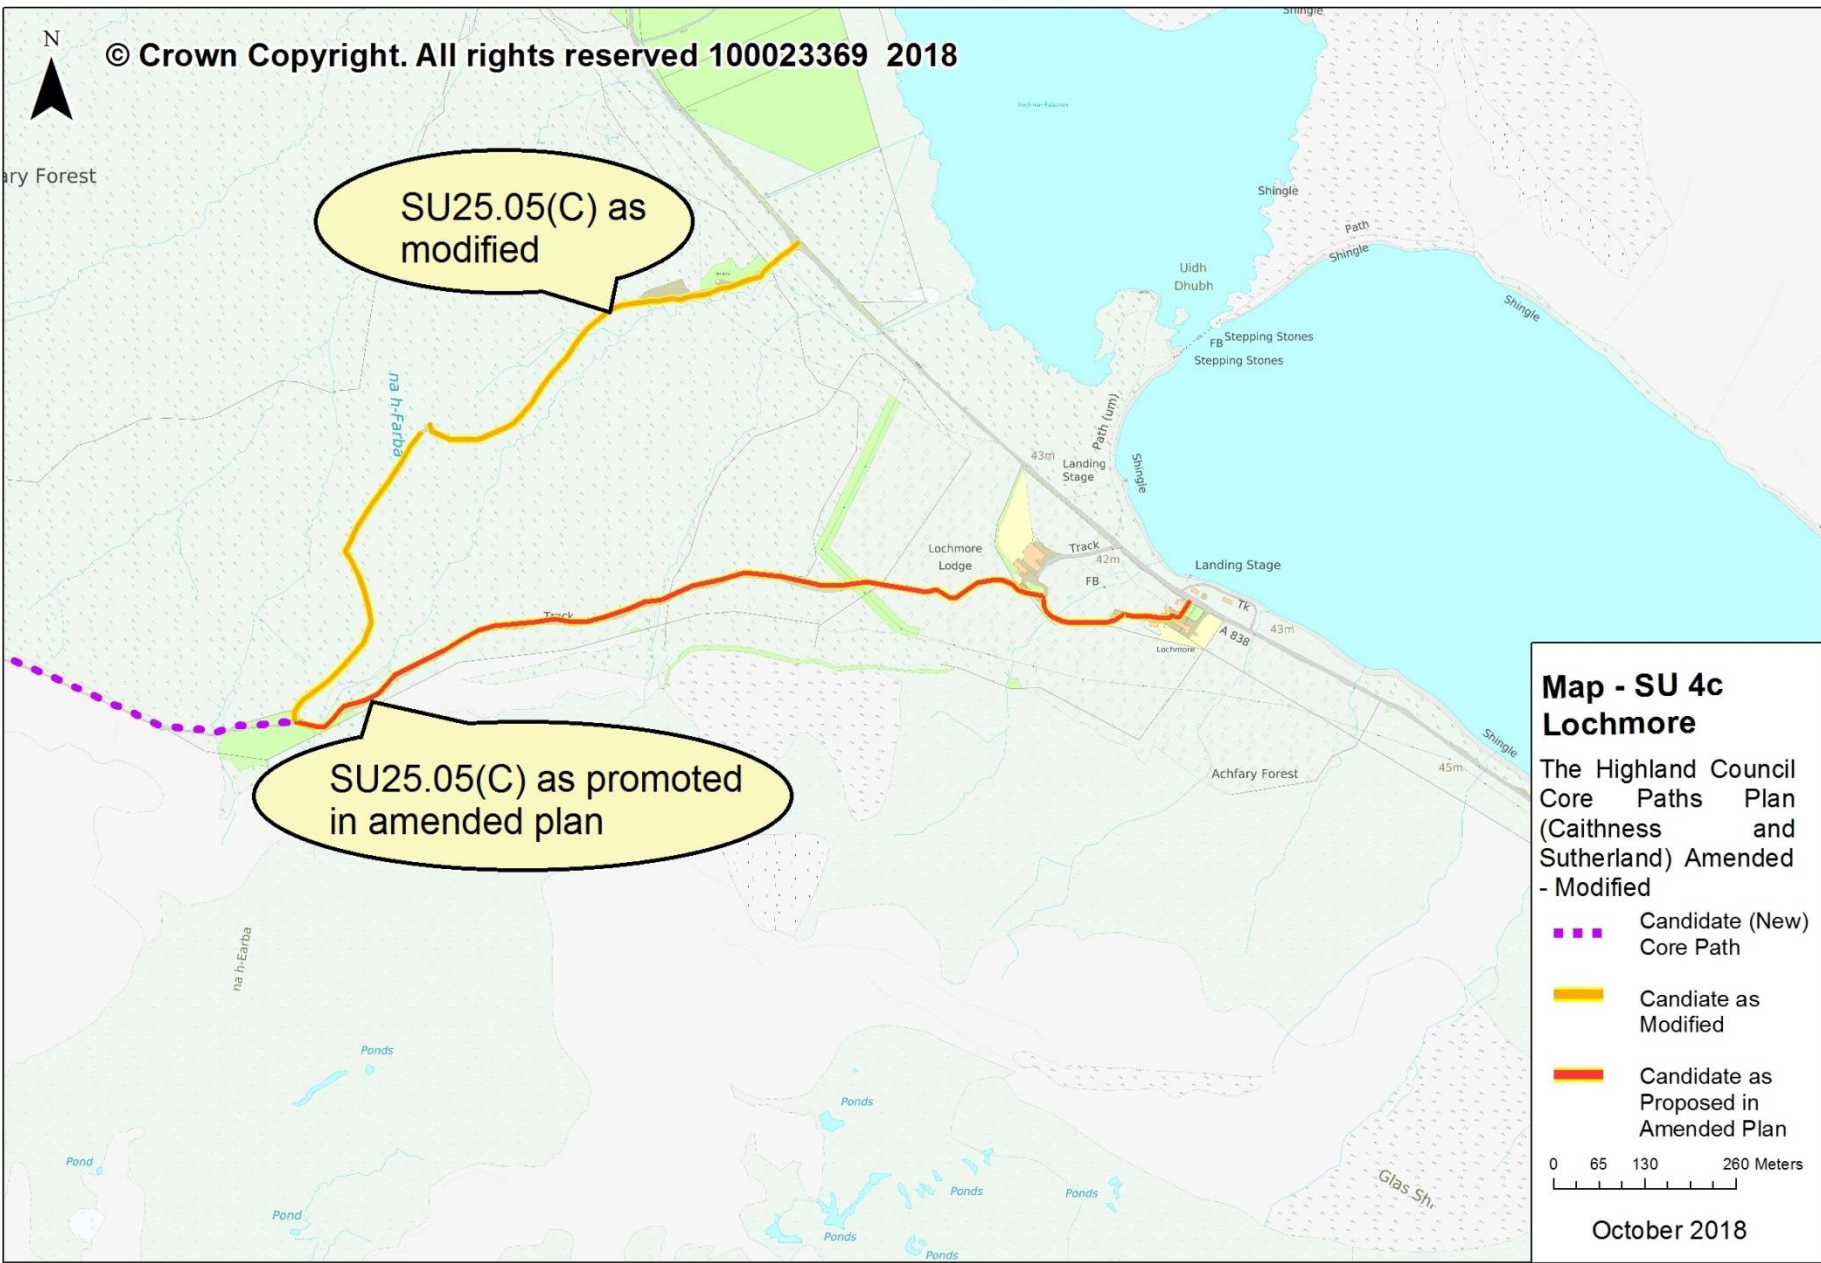 N
© Crown Copyright. All rights reserved 100023369 2018
Shingle
ary Forest
SU25.05(C) as
modified
Shingle
Path
Shingle
Uidh
Dhubh
Shingle
FB
Stepping Stones
Stepping Stones
na h-Earba
Path (um)
43m
Landing
Stage
Shingle
Lochmore
Lodge
Track
42m
FB
Landing Stage
Tk
43m
A 838
Lochmore
Track
Shingle
45m
Achfary Forest
SU25.05(C) as promoted
in amended plan
na h-Earba
Ponds
Ponds
Pond
Pond
Ponds
Ponds
Ponds
Ponds
Glas Sh
Map - SU 4c
Lochmore
The Highland Council
Core Paths Plan
(Caithness and
Sutherland) Amended
- Modified
Candidate (New)
Core Path
Candiate as
Modified
Candidate as
Proposed in
Amended Plan
0 65 130 260 Meters
October 2018